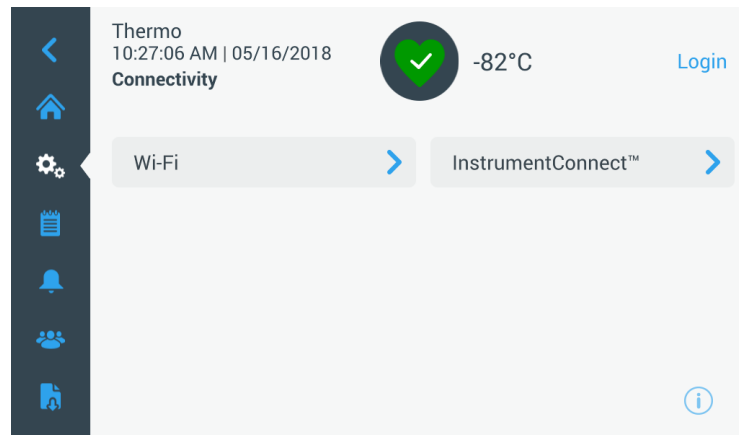 Thermo
10:27:06 AM | 05/16/2018
Connectivity
-82°C
Login
Wi-Fi
InstrumentConnect™